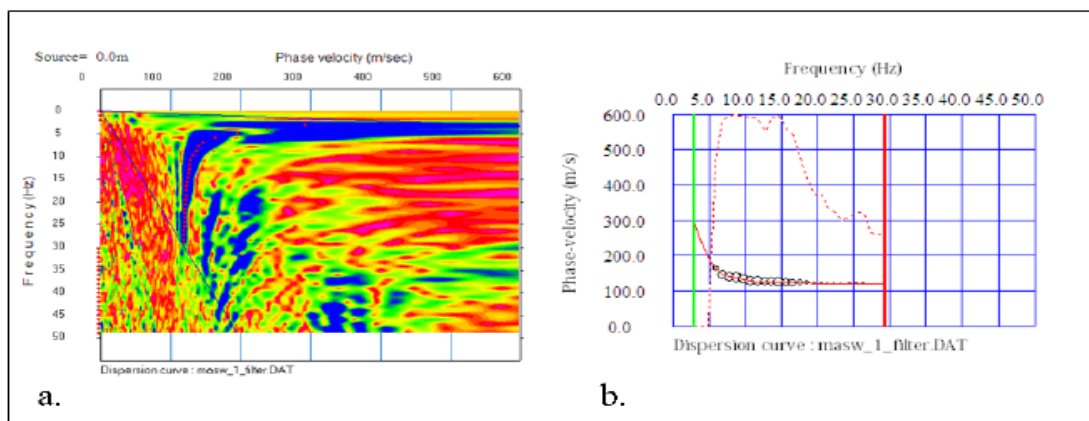 Source= 0.0m
Phase velocity (m/sec)
0 100 200 300 400 500 600
Frequency (Hz)
0
5
10
15
20
25
30
35
40
45
50
Dispersion curve : masw_1_filter.DAT
a.
Frequency (Hz)
0.0 5.0 10.0 15.0 20.0 25.0 30.0 35.0 40.0 45.0 50.0
Phase-velocity (m/s)
600.0
500.0
400.0
300.0
200.0
100.0
0.0
Dispersion curve : masw_1_filter.DAT
b.